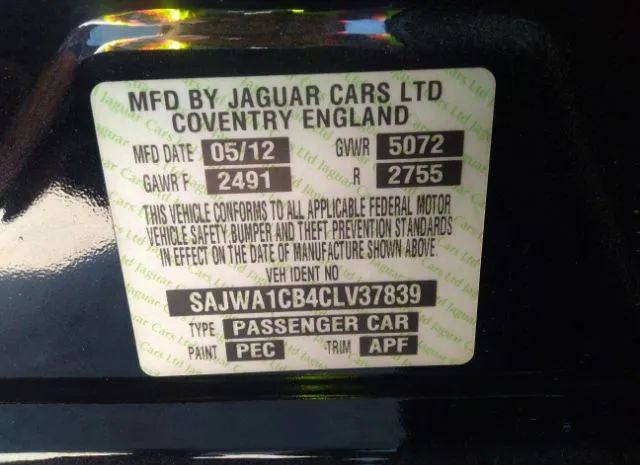 MFD BY JAGUAR CARS LTD
COVENTRY ENGLAND
MFD DATE 05/12 GVWR 5072
GAWR F 2491 R 2755
THIS VEHICLE CONFORMS TO ALL APPLICABLE FEDERAL MOTOR
VEHICLE SAFETY, BUMPER AND THEFT PREVENTION STANDARDS
IN EFFECT ON THE DATE OF MANUFACTURE SHOWN ABOVE.
VEH IDENT NO
SAJWA1CB4CLV37839
TYPE PASSENGER CAR
PAINT PEC TRIM APF